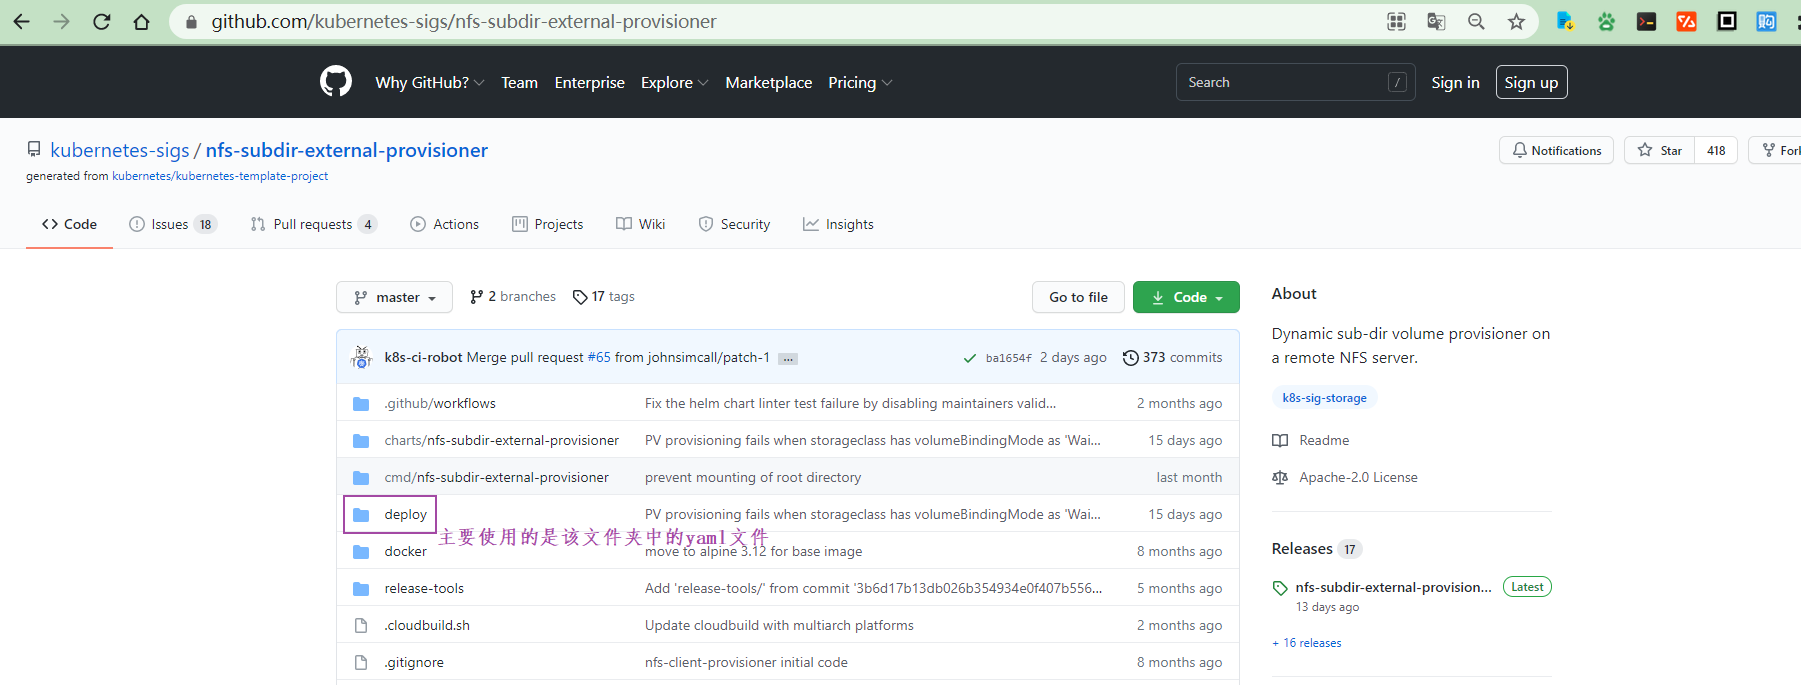 github.com/kubernetes-sigs/nfs-subdir-external-provisioner
Why GitHub? Team Enterprise Explore Marketplace Pricing Search / Sign in Sign up
kubernetes-sigs / nfs-subdir-external-provisioner
Notifications Star 418
generated from kubernetes/kubernetes-template-project
Code Issues 18 Pull requests 4 Actions Projects Wiki Security Insights
master 2 branches 17 tags Go to file Code
k8s-ci-robot Merge pull request #65 from johnsimcall/patch-1 ... ba1654f 2 days ago 373 commits
.github/workflows Fix the helm chart linter test failure by disabling maintainers valid... 2 months ago
charts/nfs-subdir-external-provisioner PV provisioning fails when storageclass has volumeBindingMode as 'Wai... 15 days ago
cmd/nfs-subdir-external-provisioner prevent mounting of root directory last month
deploy PV provisioning fails when storageclass has volumeBindingMode as 'Wai... 15 days ago
主要使用的是该文件夹中的yaml文件
docker move to alpine 3.12 for base image 8 months ago
release-tools Add 'release-tools/' from commit '3b6d17b13db026b354934e0f407b556... 5 months ago
.cloudbuild.sh Update cloudbuild with multiarch platforms 2 months ago
.gitignore nfs-client-provisioner initial code 8 months ago
About
Dynamic sub-dir volume provisioner on
a remote NFS server.
k8s-sig-storage
Readme
Apache-2.0 License
Releases 17
nfs-subdir-external-provision... Latest
13 days ago
+ 16 releases